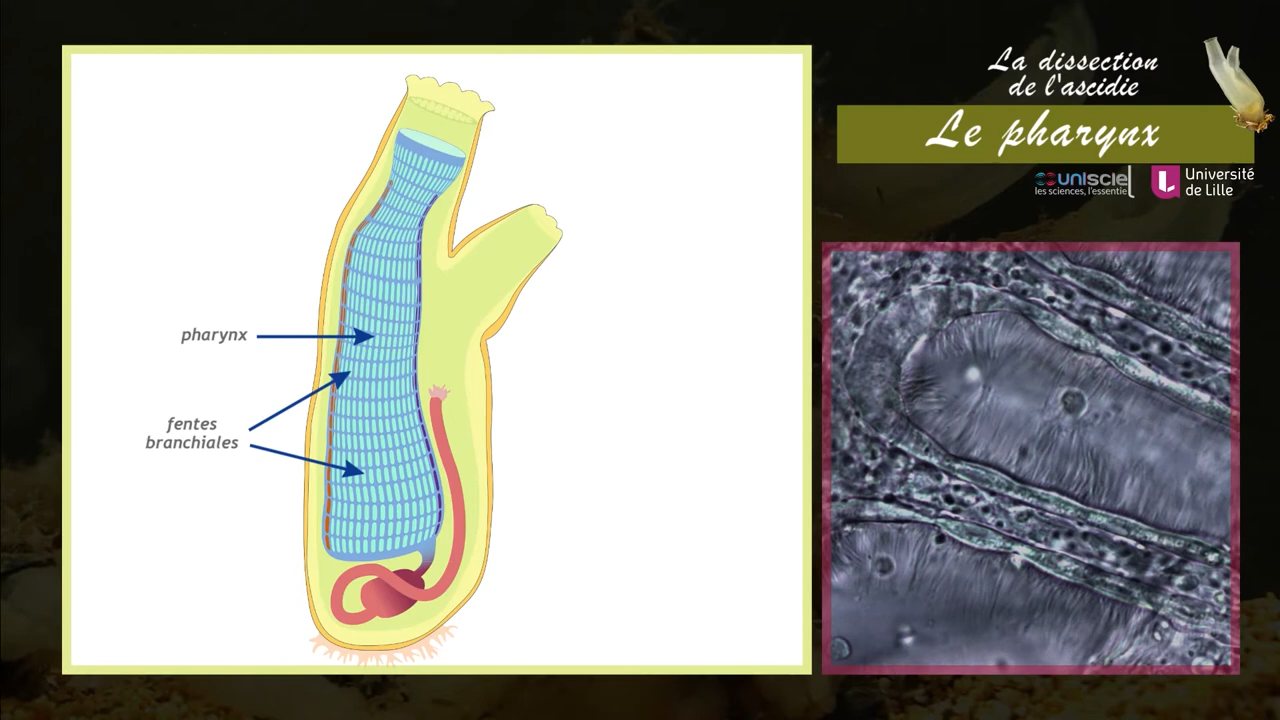 La dissection
de l'ascidie
Le pharynx
unisciel
les sciences, l'essentiel
Université
de Lille
pharynx
fentes
branchiales